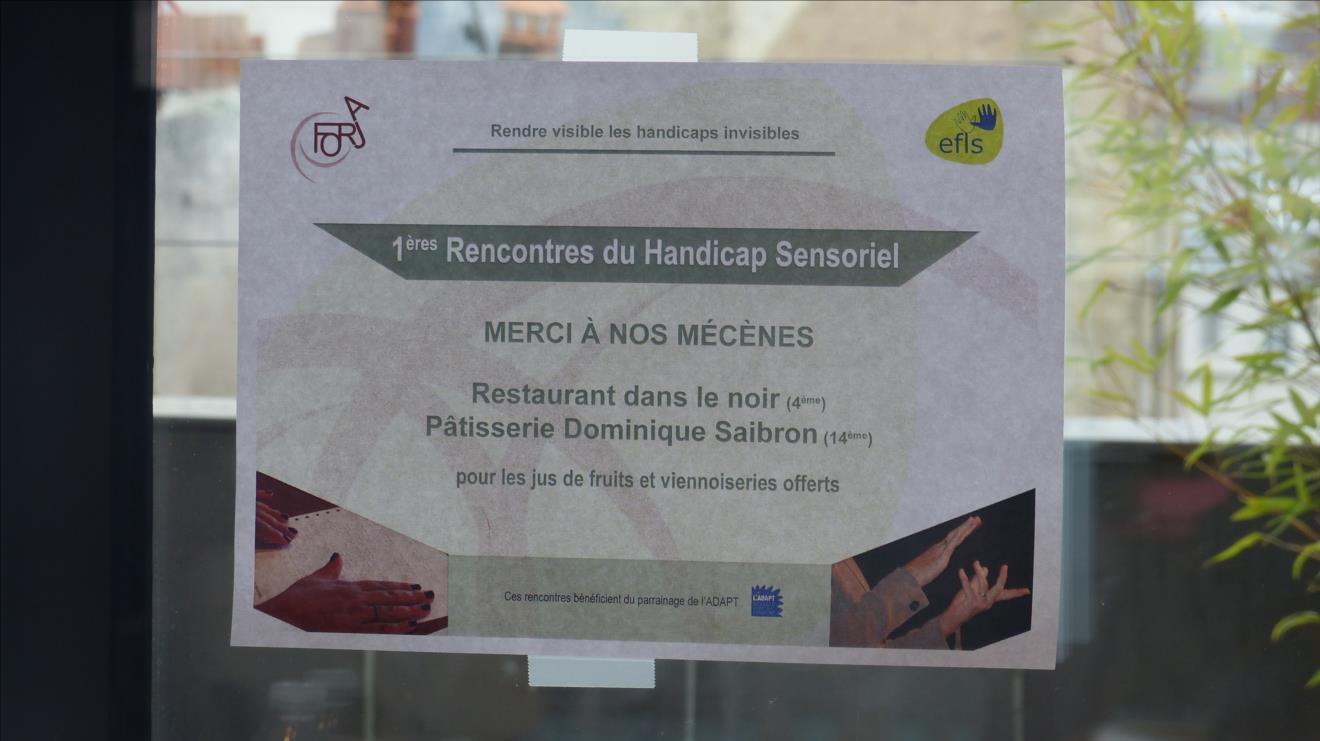 FORJA
Rendre visible les handicaps invisibles
efls
1ères Rencontres du Handicap Sensoriel
MERCI À NOS MÉCÈNES
Restaurant dans le noir (4ème)
Pâtisserie Dominique Saibron (14ème)
pour les jus de fruits et viennoiseries offerts
Ces rencontres bénéficient du parrainage de l'ADAPT
L'ADAPT